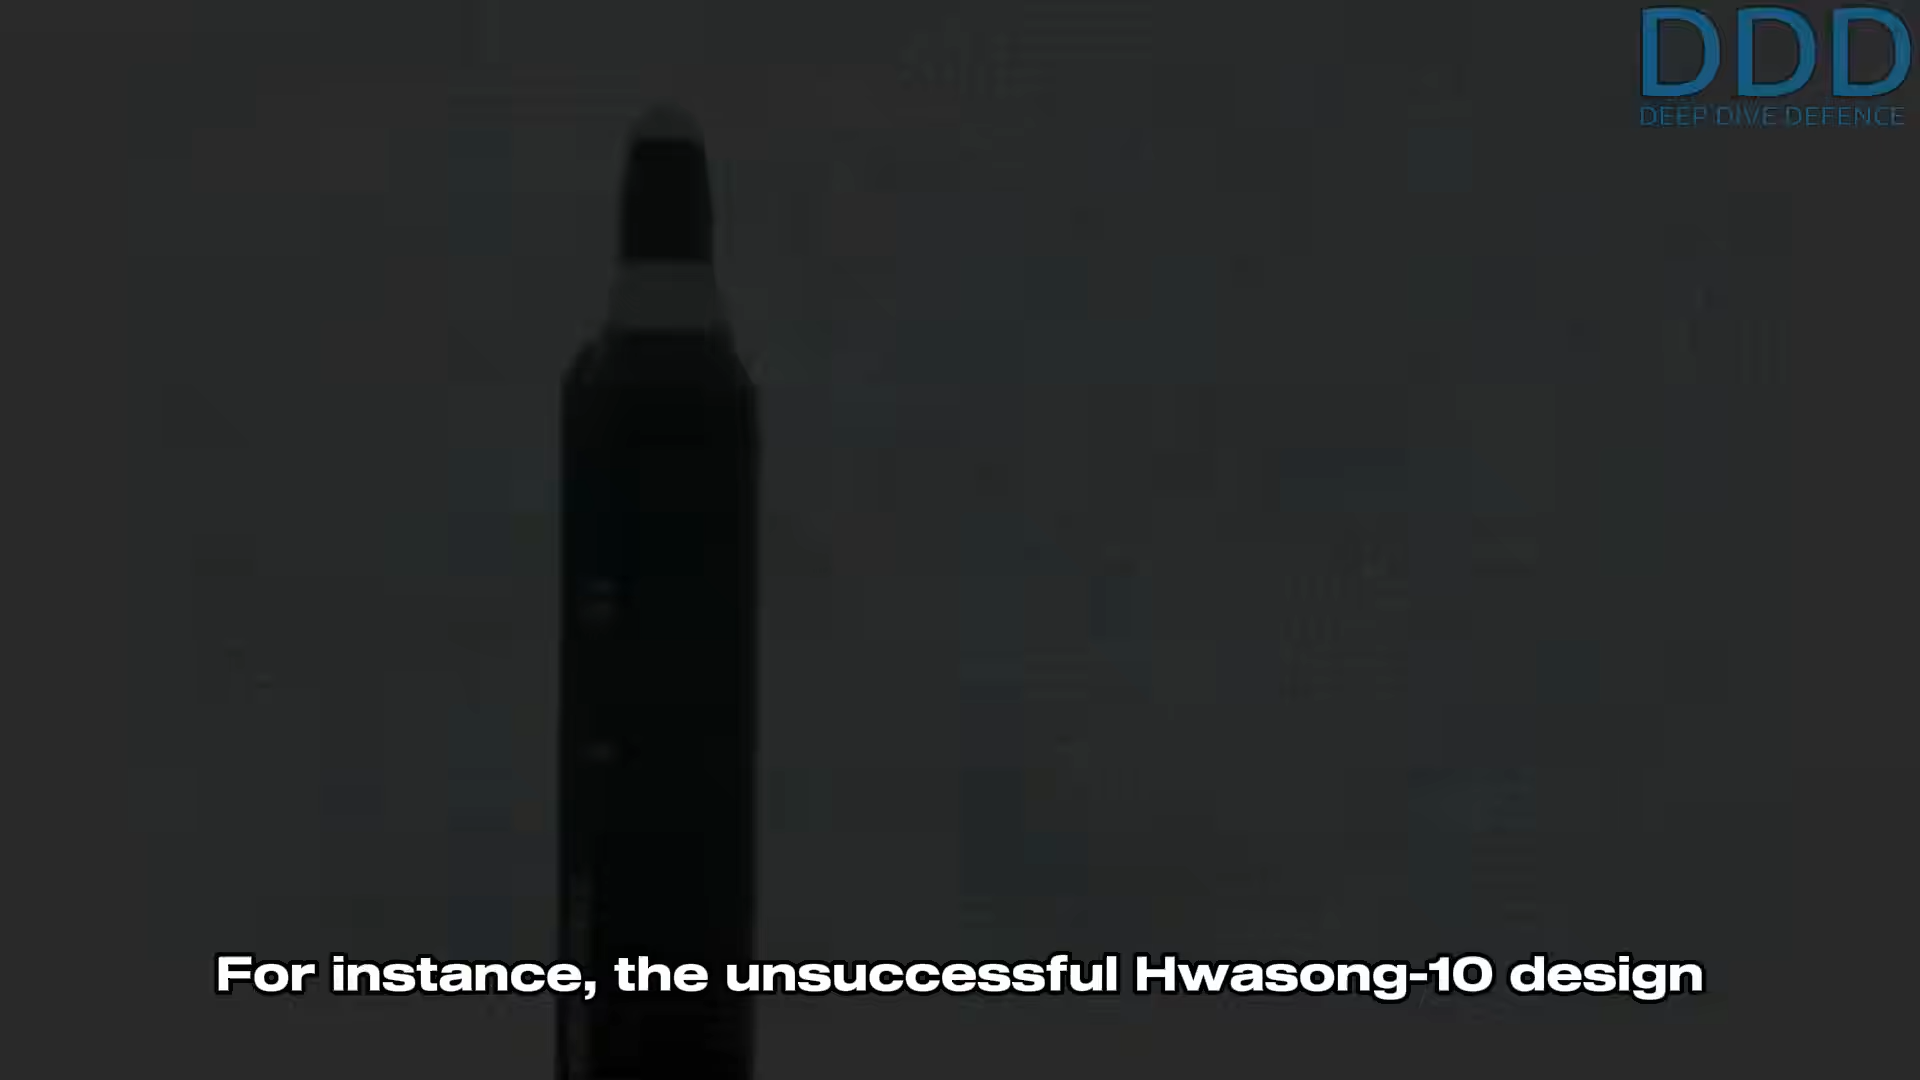 DDD
DEEP DIVE DEFENCE
For instance, the unsuccessful Hwasong-10 design